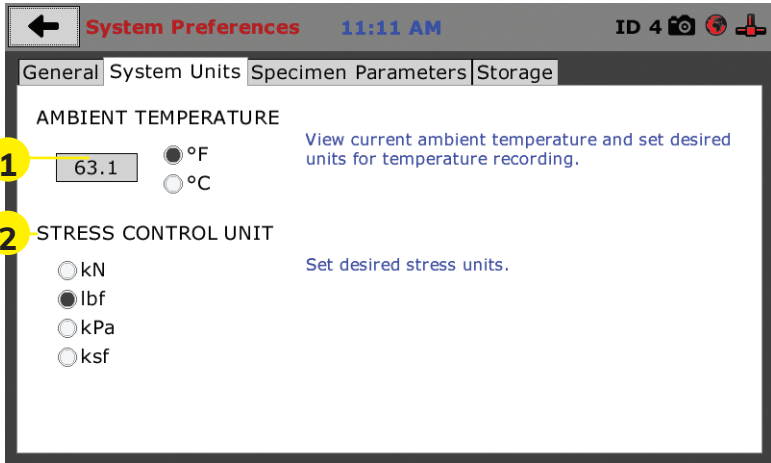 System Preferences 11:11 AM ID 4
General System Units Specimen Parameters Storage
AMBIENT TEMPERATURE
1 63.1
°F
°C
View current ambient temperature and set desired
units for temperature recording.
2 STRESS CONTROL UNIT
kN
lbf
kPa
ksf
Set desired stress units.